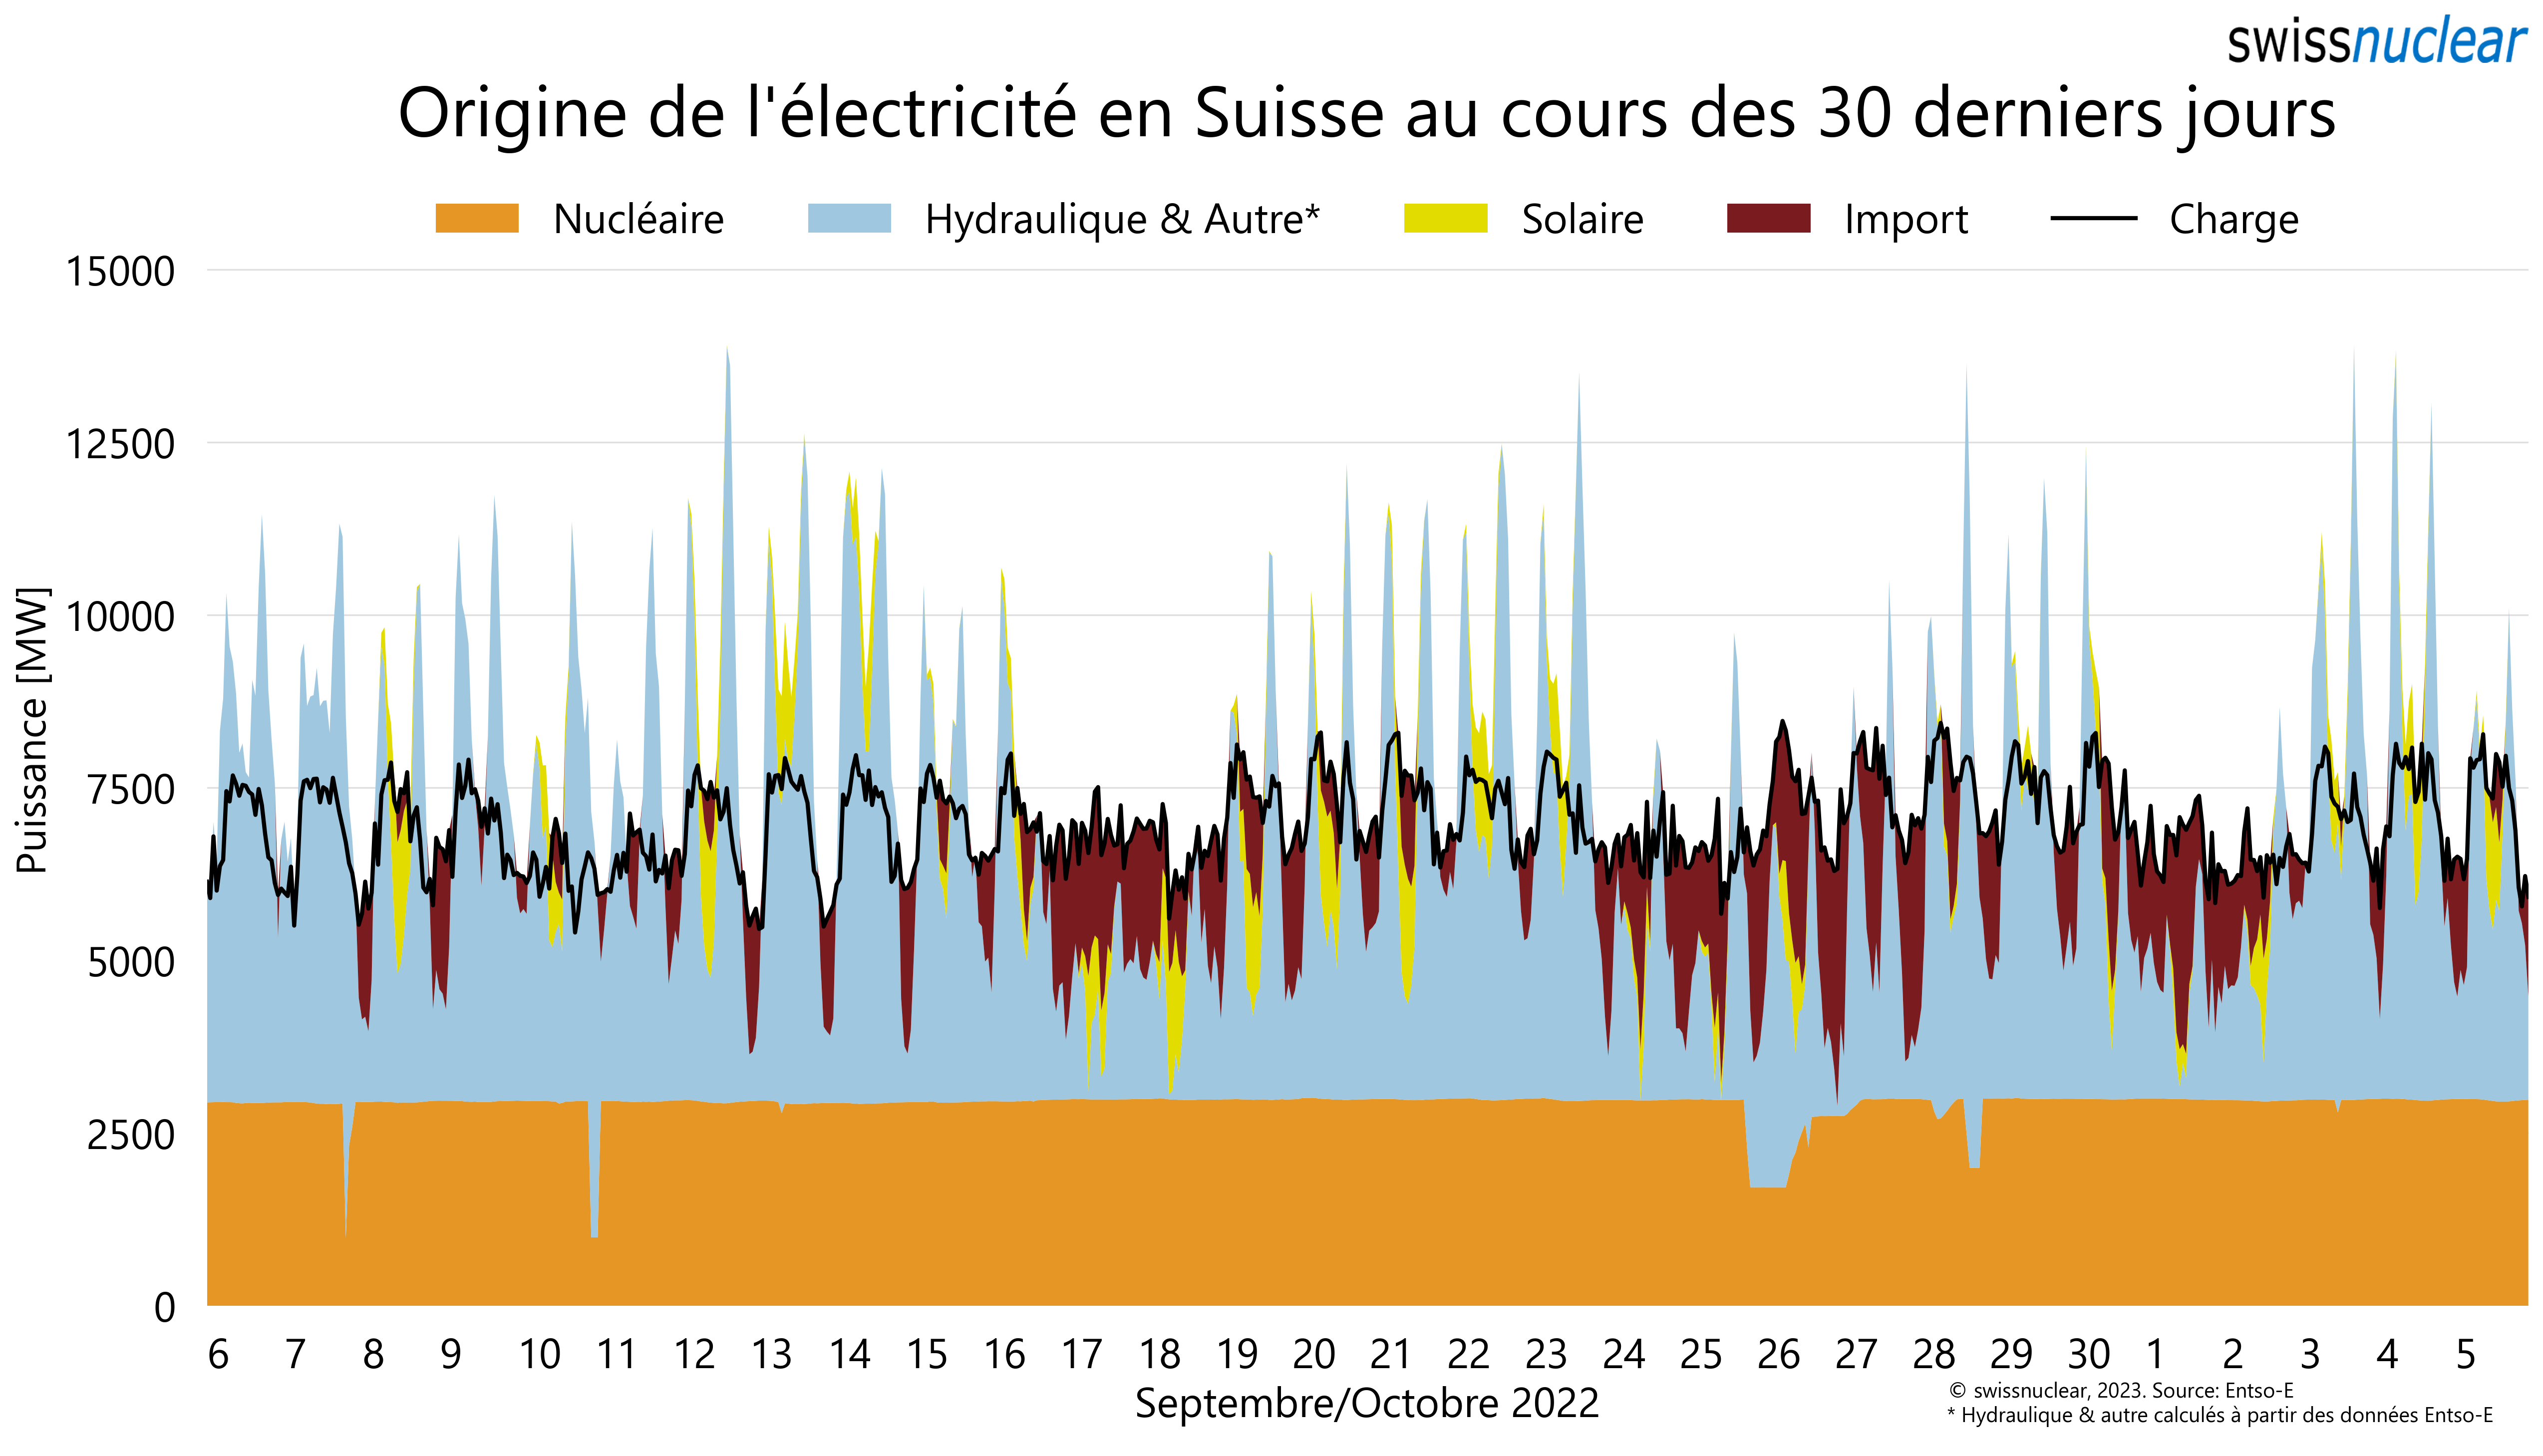 swissnuclear
Origine de l'électricité en Suisse au cours des 30 derniers jours
Nucléaire Hydraulique & Autre* Solaire Import Charge
Puissance [MW]
15000
12500
10000
7500
5000
2500
0
6 7 8 9 10 11 12 13 14 15 16 17 18 19 20 21 22 23 24 25 26 27 28 29 30 1 2 3 4 5
Septembre/Octobre 2022
© swissnuclear, 2023. Source: Entso-E
* Hydraulique & autre calculés à partir des données Entso-E